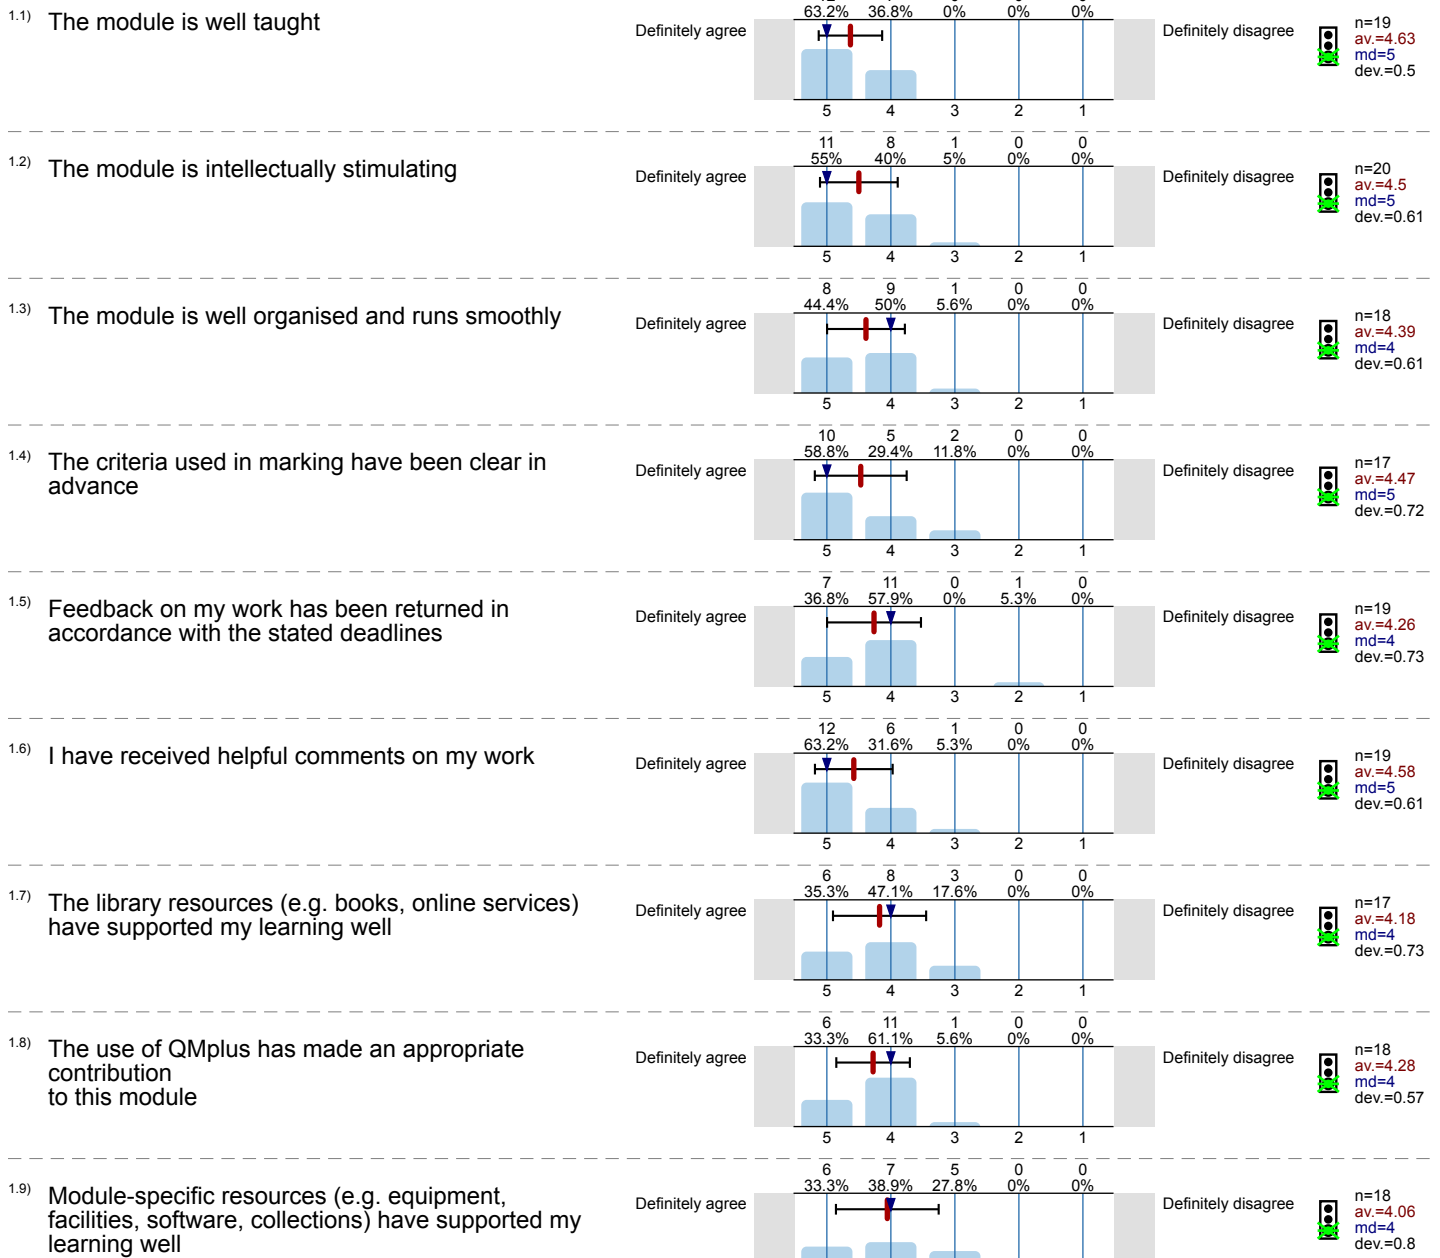 1.1) The module is well taught
Definitely agree
63.2% 36.8% 0% 0% 0%
5 4 3 2 1
Definitely disagree
n=19
av.=4.63
md=5
dev.=0.5
1.2) The module is intellectually stimulating
Definitely agree
11 8 1 0 0
55% 40% 5% 0% 0%
5 4 3 2 1
Definitely disagree
n=20
av.=4.5
md=5
dev.=0.61
1.3) The module is well organised and runs smoothly
Definitely agree
8 9 1 0 0
44.4% 50% 5.6% 0% 0%
5 4 3 2 1
Definitely disagree
n=18
av.=4.39
md=4
dev.=0.61
1.4) The criteria used in marking have been clear in
advance
Definitely agree
10 5 2 0 0
58.8% 29.4% 11.8% 0% 0%
5 4 3 2 1
Definitely disagree
n=17
av.=4.47
md=5
dev.=0.72
1.5) Feedback on my work has been returned in
accordance with the stated deadlines
Definitely agree
7 11 0 1 0
36.8% 57.9% 0% 5.3% 0%
5 4 3 2 1
Definitely disagree
n=19
av.=4.26
md=4
dev.=0.73
1.6) I have received helpful comments on my work
Definitely agree
12 6 1 0 0
63.2% 31.6% 5.3% 0% 0%
5 4 3 2 1
Definitely disagree
n=19
av.=4.58
md=5
dev.=0.61
1.7) The library resources (e.g. books, online services)
have supported my learning well
Definitely agree
6 8 3 0 0
35.3% 47.1% 17.6% 0% 0%
5 4 3 2 1
Definitely disagree
n=17
av.=4.18
md=4
dev.=0.73
1.8) The use of QMplus has made an appropriate
contribution
to this module
Definitely agree
6 11 1 0 0
33.3% 61.1% 5.6% 0% 0%
5 4 3 2 1
Definitely disagree
n=18
av.=4.28
md=4
dev.=0.57
1.9) Module-specific resources (e.g. equipment,
facilities, software, collections) have supported my
learning well
Definitely agree
6 7 5 0 0
33.3% 38.9% 27.8% 0% 0%
Definitely disagree
n=18
av.=4.06
md=4
dev.=0.8